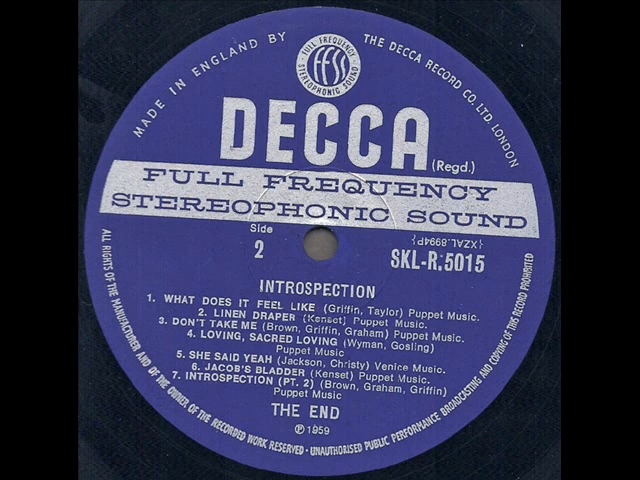 MADE IN ENGLAND BY
THE DECCA RECORD CO. LTD. LONDON
FULL FREQUENCY
FFSS
STEREOPHONIC SOUND
DECCA
(Regd.)
FULL FREQUENCY
STEREOPHONIC SOUND
Side
2
{XZAL.8994P}
SKL-R.5015
INTROSPECTION
1. WHAT DOES IT FEEL LIKE (Griffin, Taylor) Puppet Music.
2. LINEN DRAPER (Kenset) Puppet Music.
3. DON'T TAKE ME (Brown, Griffin, Graham) Puppet Music.
4. LOVING, SACRED LOVING (Wyman, Gosling)
Puppet Music
5. SHE SAID YEAH (Jackson, Christy) Venice Music.
6. JACOB'S BLADDER (Kenset) Puppet Music.
7. INTROSPECTION (PT. 2) (Brown, Graham, Griffin)
Puppet Music
THE END
℗ 1959
ALL RIGHTS OF THE MANUFACTURER AND OF THE OWNER OF THE RECORDED WORK RESERVED · UNAUTHORISED PUBLIC PERFORMANCE BROADCASTING AND COPYING OF THIS RECORD PROHIBITED